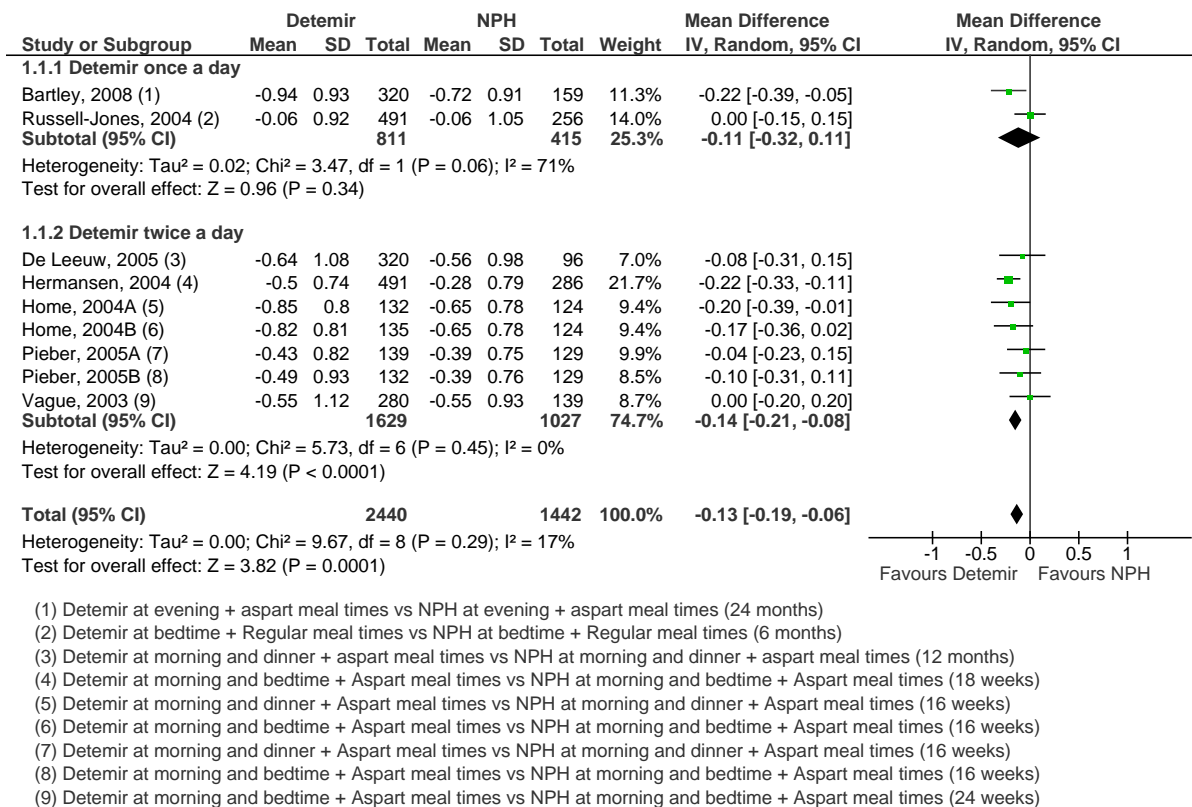 Detemir NPH Mean Difference Mean Difference
Study or Subgroup Mean SD Total Mean SD Total Weight IV, Random, 95% CI IV, Random, 95% CI
1.1.1 Detemir once a day
Bartley, 2008 (1) -0.94 0.93 320 -0.72 0.91 159 11.3% -0.22 [-0.39, -0.05]
Russell-Jones, 2004 (2) -0.06 0.92 491 -0.06 1.05 256 14.0% 0.00 [-0.15, 0.15]
Subtotal (95% CI) 811 415 25.3% -0.11 [-0.32, 0.11]
Heterogeneity: Tau² = 0.02; Chi² = 3.47, df = 1 (P = 0.06); I² = 71%
Test for overall effect: Z = 0.96 (P = 0.34)
1.1.2 Detemir twice a day
De Leeuw, 2005 (3) -0.64 1.08 320 -0.56 0.98 96 7.0% -0.08 [-0.31, 0.15]
Hermansen, 2004 (4) -0.5 0.74 491 -0.28 0.79 286 21.7% -0.22 [-0.33, -0.11]
Home, 2004A (5) -0.85 0.8 132 -0.65 0.78 124 9.4% -0.20 [-0.39, -0.01]
Home, 2004B (6) -0.82 0.81 135 -0.65 0.78 124 9.4% -0.17 [-0.36, 0.02]
Pieber, 2005A (7) -0.43 0.82 139 -0.39 0.75 129 9.9% -0.04 [-0.23, 0.15]
Pieber, 2005B (8) -0.49 0.93 132 -0.39 0.76 129 8.5% -0.10 [-0.31, 0.11]
Vague, 2003 (9) -0.55 1.12 280 -0.55 0.93 139 8.7% 0.00 [-0.20, 0.20]
Subtotal (95% CI) 1629 1027 74.7% -0.14 [-0.21, -0.08]
Heterogeneity: Tau² = 0.00; Chi² = 5.73, df = 6 (P = 0.45); I² = 0%
Test for overall effect: Z = 4.19 (P < 0.0001)
Total (95% CI) 2440 1442 100.0% -0.13 [-0.19, -0.06]
Heterogeneity: Tau² = 0.00; Chi² = 9.67, df = 8 (P = 0.29); I² = 17%
Test for overall effect: Z = 3.82 (P = 0.0001)
-1 -0.5 0 0.5 1
Favours Detemir Favours NPH
(1) Detemir at evening + aspart meal times vs NPH at evening + aspart meal times (24 months)
(2) Detemir at bedtime + Regular meal times vs NPH at bedtime + Regular meal times (6 months)
(3) Detemir at morning and dinner + aspart meal times vs NPH at morning and dinner + aspart meal times (12 months)
(4) Detemir at morning and bedtime + Aspart meal times vs NPH at morning and bedtime + Aspart meal times (18 weeks)
(5) Detemir at morning and dinner + Aspart meal times vs NPH at morning and dinner + Aspart meal times (16 weeks)
(6) Detemir at morning and bedtime + Aspart meal times vs NPH at morning and bedtime + Aspart meal times (16 weeks)
(7) Detemir at morning and dinner + Aspart meal times vs NPH at morning and dinner + Aspart meal times (16 weeks)
(8) Detemir at morning and bedtime + Aspart meal times vs NPH at morning and bedtime + Aspart meal times (16 weeks)
(9) Detemir at morning and bedtime + Aspart meal times vs NPH at morning and bedtime + Aspart meal times (24 weeks)